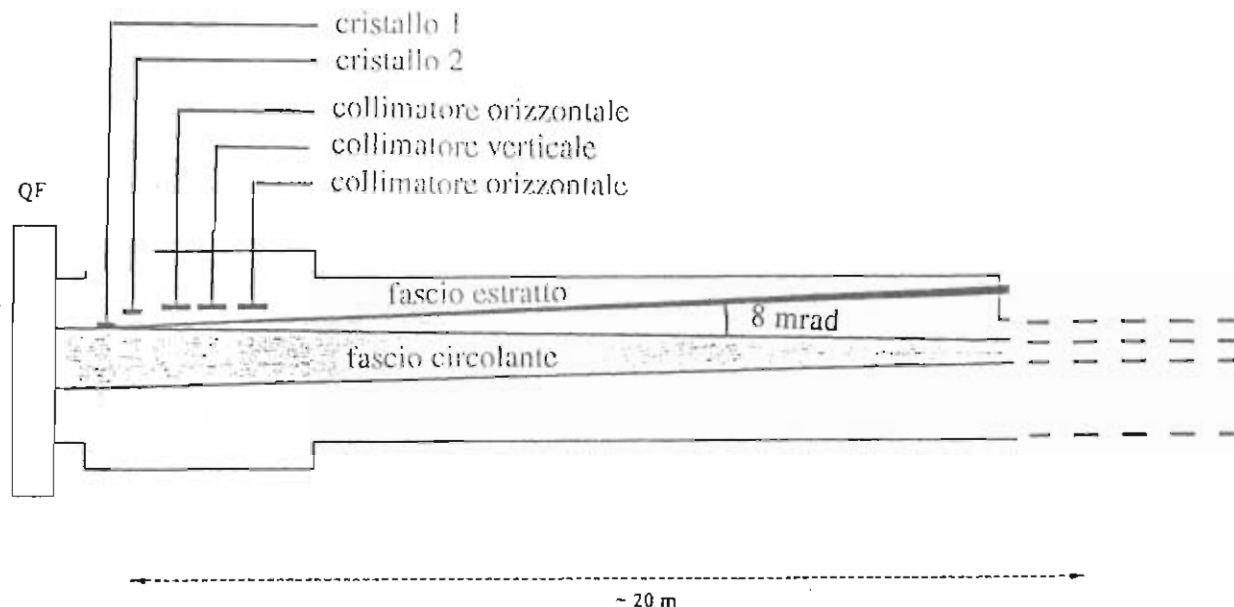 cristallo 1
cristallo 2
collimatore orizzontale
collimatore verticale
collimatore orizzontale
QF
fascio estratto
8 mrad
fascio circolante
~ 20 m